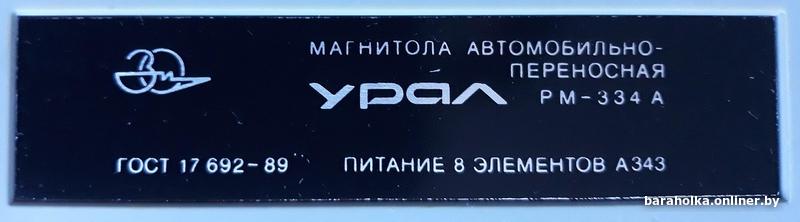 МАГНИТОЛА АВТОМОБИЛЬНО-
ПЕРЕНОСНАЯ
урал РМ-334 А
ГОСТ 17 692-89 ПИТАНИЕ 8 ЭЛЕМЕНТОВ А343
baraholka.onliner.by